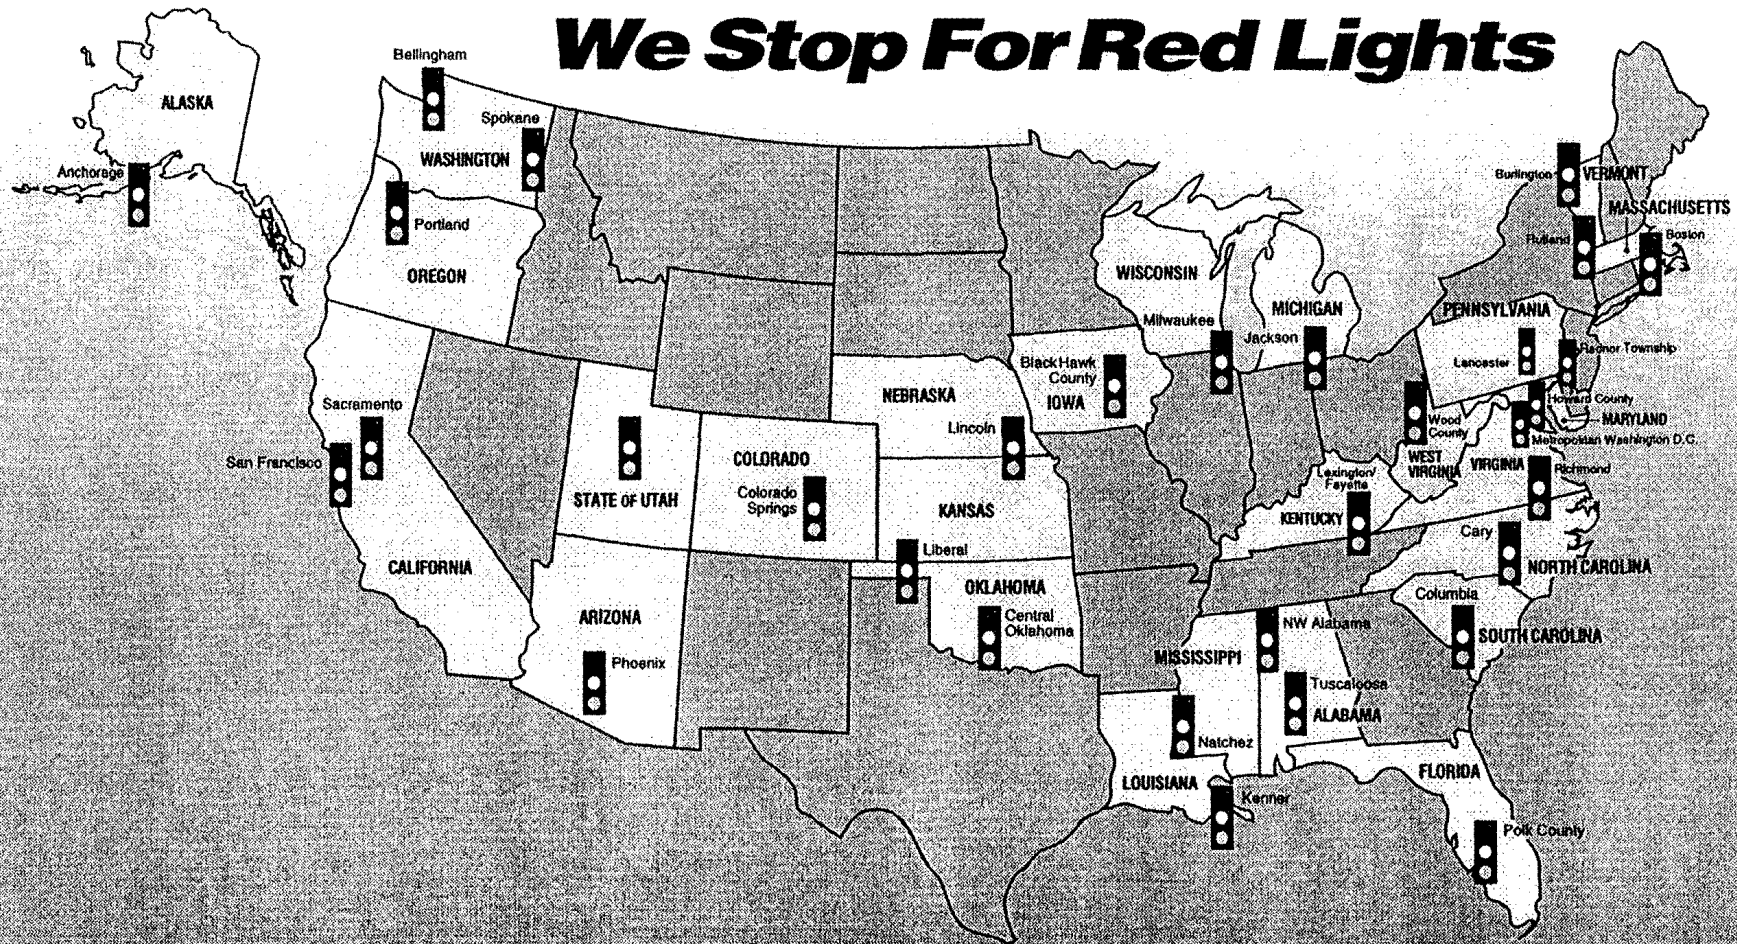 We Stop For Red Lights
Bellingham
ALASKA
Spokane
WASHINGTON
Anchorage
Portland
OREGON
Burlington
VERMONT
MASSACHUSETTS
Rutland
Boston
WISCONSIN
MICHIGAN
PENNSYLVANIA
Milwaukee
Jackson
Lancaster
Radnor Township
Black Hawk
County
IOWA
NEBRASKA
Lincoln
Sacramento
San Francisco
Howard County
MARYLAND
Wood
County
Metropolitan Washington D.C.
WEST
VIRGINIA
VIRGINIA
Richmond
COLORADO
Colorado
Springs
STATE OF UTAH
KANSAS
Lexington/
Fayette
KENTUCKY
Cary
NORTH CAROLINA
Liberal
CALIFORNIA
OKLAHOMA
Central
Oklahoma
ARIZONA
Phoenix
Columbia
SOUTH CAROLINA
NW Alabama
MISSISSIPPI
Tuscaloosa
ALABAMA
Natchez
LOUISIANA
Kenner
FLORIDA
Polk County